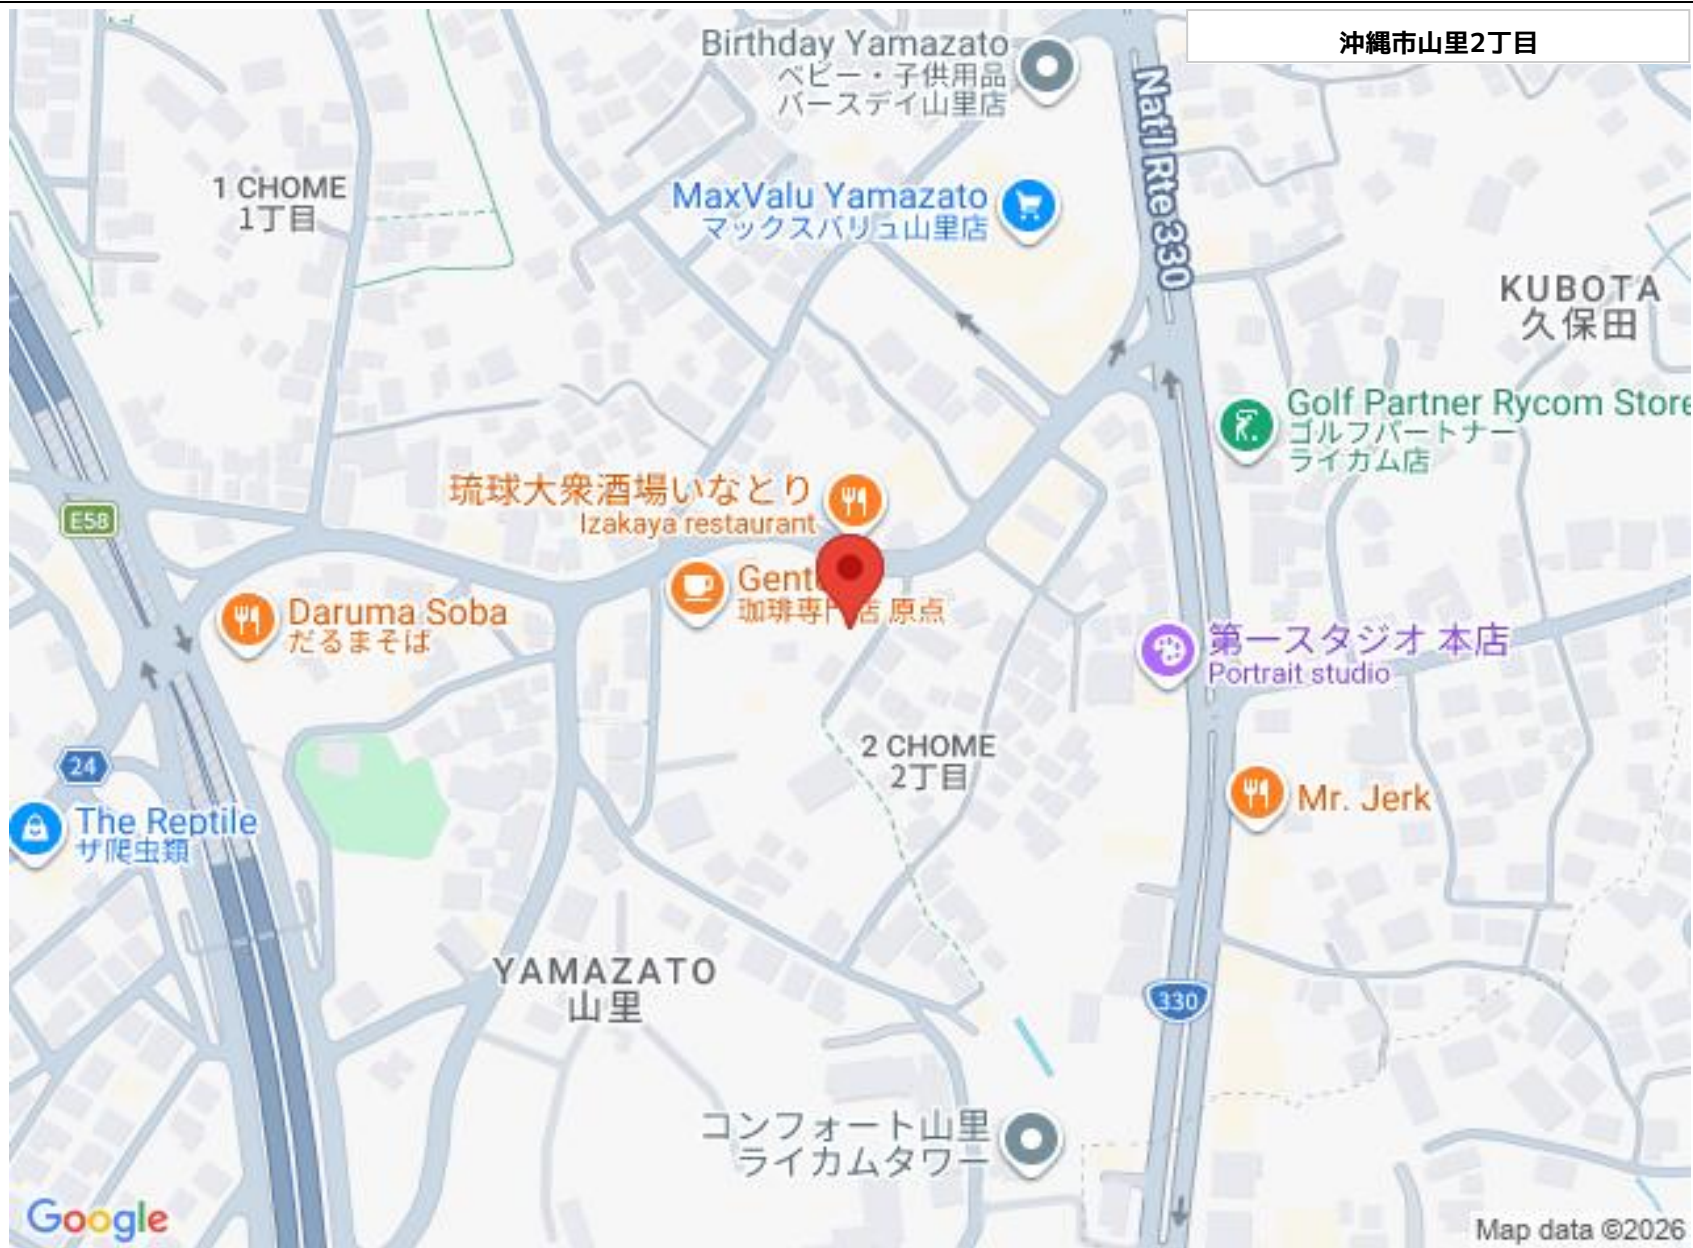 沖縄市山里2丁目
Birthday Yamazato
ベビー・子供用品
バースデイ山里店
Nat'l Rte 330
1 CHOME
1丁目
MaxValu Yamazato
マックスバリュ山里店
KUBOTA
久保田
Golf Partner Rycom Store
ゴルフパートナー
ライカム店
琉球大衆酒場いなとり
Izakaya restaurant
E58
Gent
珈琲専門店 原点
Daruma Soba
だるまそば
第一スタジオ 本店
Portrait studio
2 CHOME
2丁目
24
The Reptile
ザ爬虫類
Mr. Jerk
YAMAZATO
山里
330
コンフォート山里
ライカムタワー
Google
Map data ©2026